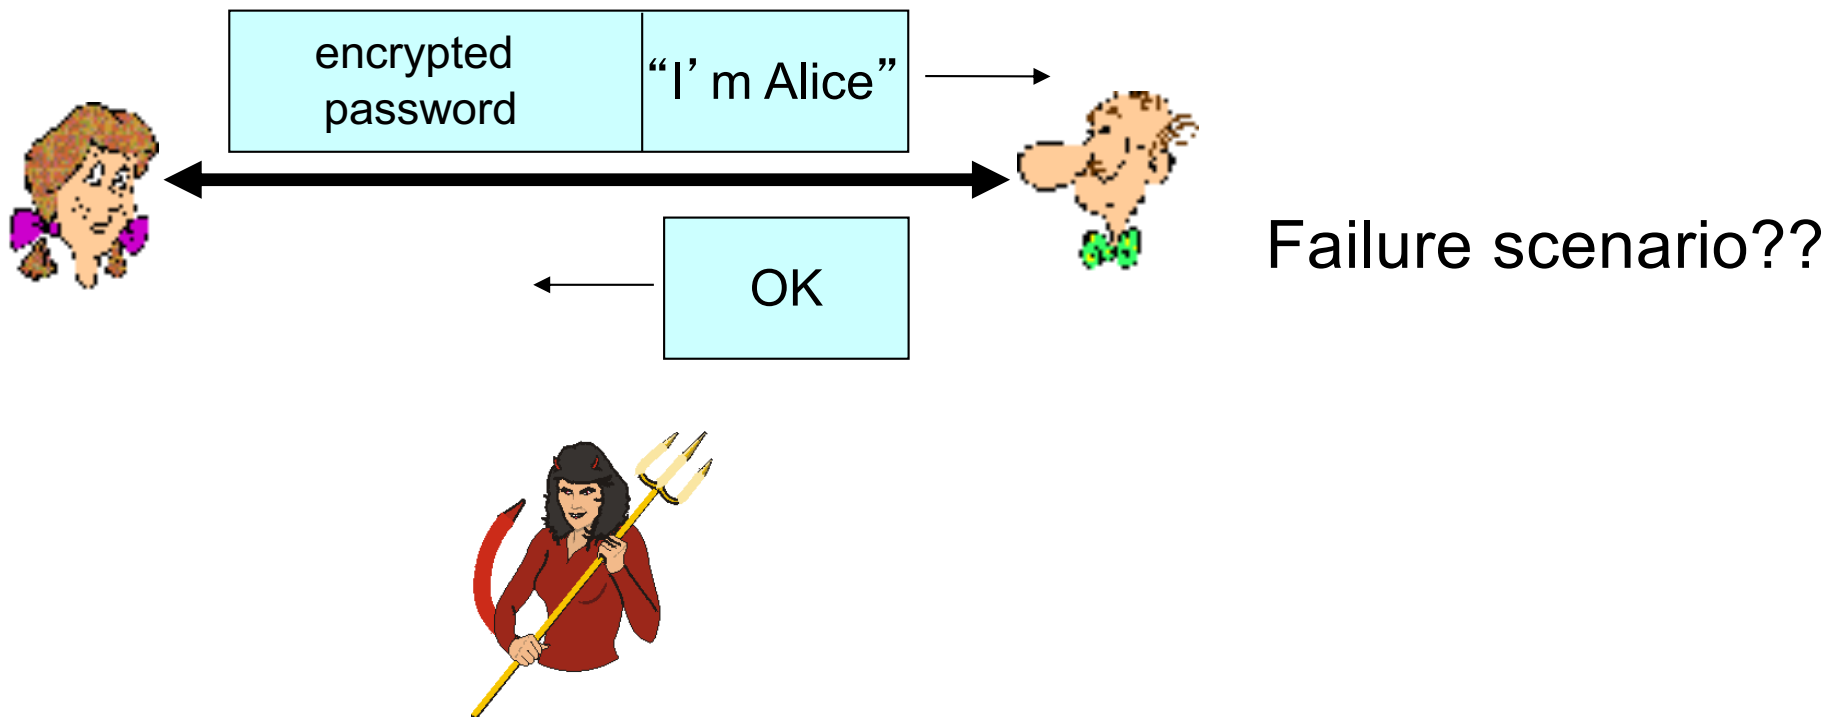 encrypted
password
“I’ m Alice”
OK
Failure scenario??